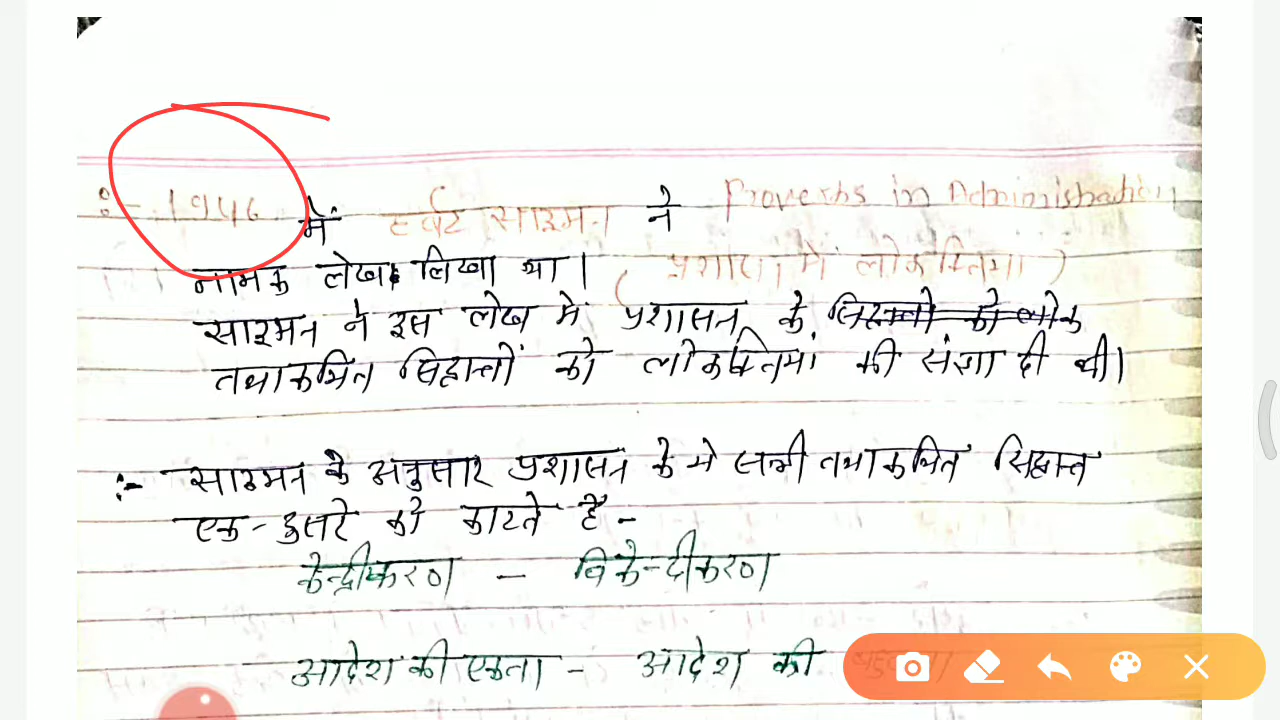 :- 1946 में हर्बर्ट साइमन ने Proverbs in Administration
नामक लेख लिखा था। (प्रशासन में लोकोक्तियां)
साइमन ने इस लेख में प्रशासन के सिद्धान्तो को लोक
तथाकथित सिद्धान्तों को लोकोक्तियां की संज्ञा दी थी।
:- साइमन के अनुसार प्रशासन के ये सभी तथाकथित सिद्धान्त
एक-दुसरे को काटते हैं -
केन्द्रीयकरण - विकेन्द्रीकरण
आदेश की एकता - आदेश की